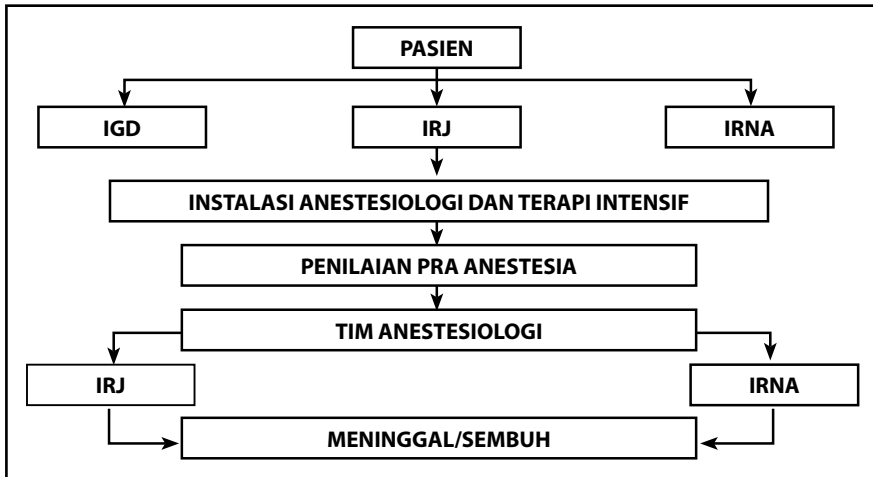 PASIEN
IGD
IRJ
IRNA
INSTALASI ANESTESIOLOGI DAN TERAPI INTENSIF
PENILAIAN PRA ANESTESIA
TIM ANESTESIOLOGI
IRJ
IRNA
MENINGGAL/SEMBUH